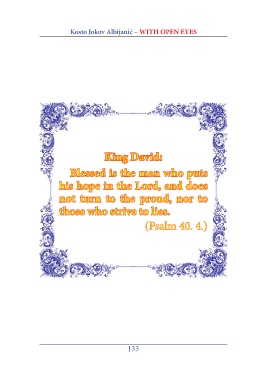 Kosto Jokov Albijanić – WITH OPEN EYES
King David:
Blessed is the man who puts
his hope in the Lord, and does
not turn to the proud, nor to
those who strive to lies.
(Psalm 40. 4.)
133